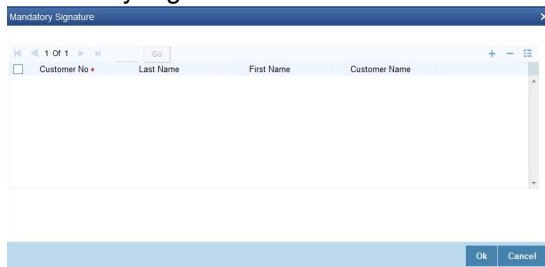 Mandatory Signature
1 Of 1 Go
Customer No * Last Name First Name Customer Name
Ok Cancel